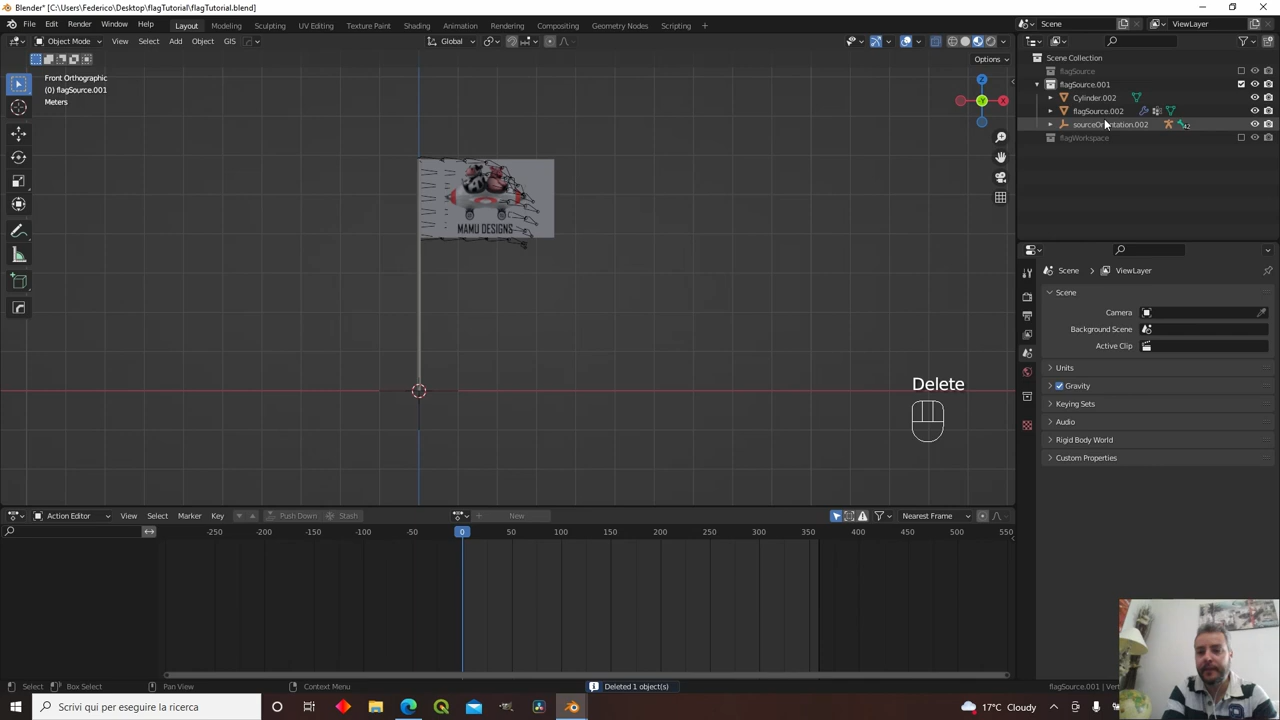 Blender* [C:\Users\Federico\Desktop\flagTutorial\flagTutorial.blend]
File Edit Render Window Help Layout Modeling Sculpting UV Editing Texture Paint Shading Animation Rendering Compositing Geometry Nodes Scripting + Scene ViewLayer
Object Mode View Select Add Object GIS Global
Options
Front Orthographic
(0) flagSource.001
Meters
Z
Y
X
MAMU DESIGNS
Delete
Scene Collection
flagSource
flagSource.001
Cylinder.002
flagSource.002
sourceOrientation.002 42
flagWorkspace
Scene > ViewLayer
Scene
Camera
Background Scene
Active Clip
Units
Gravity
Keying Sets
Audio
Rigid Body World
Custom Properties
Action Editor View Select Marker Key Push Down Stash + New Nearest Frame
-250 -200 -150 -100 -50 0 50 100 150 200 250 300 350 400 450 500 550
Select Box Select Pan View Context Menu Deleted 1 object(s) flagSource.001 | Vert
Scrivi qui per eseguire la ricerca 17°C Cloudy